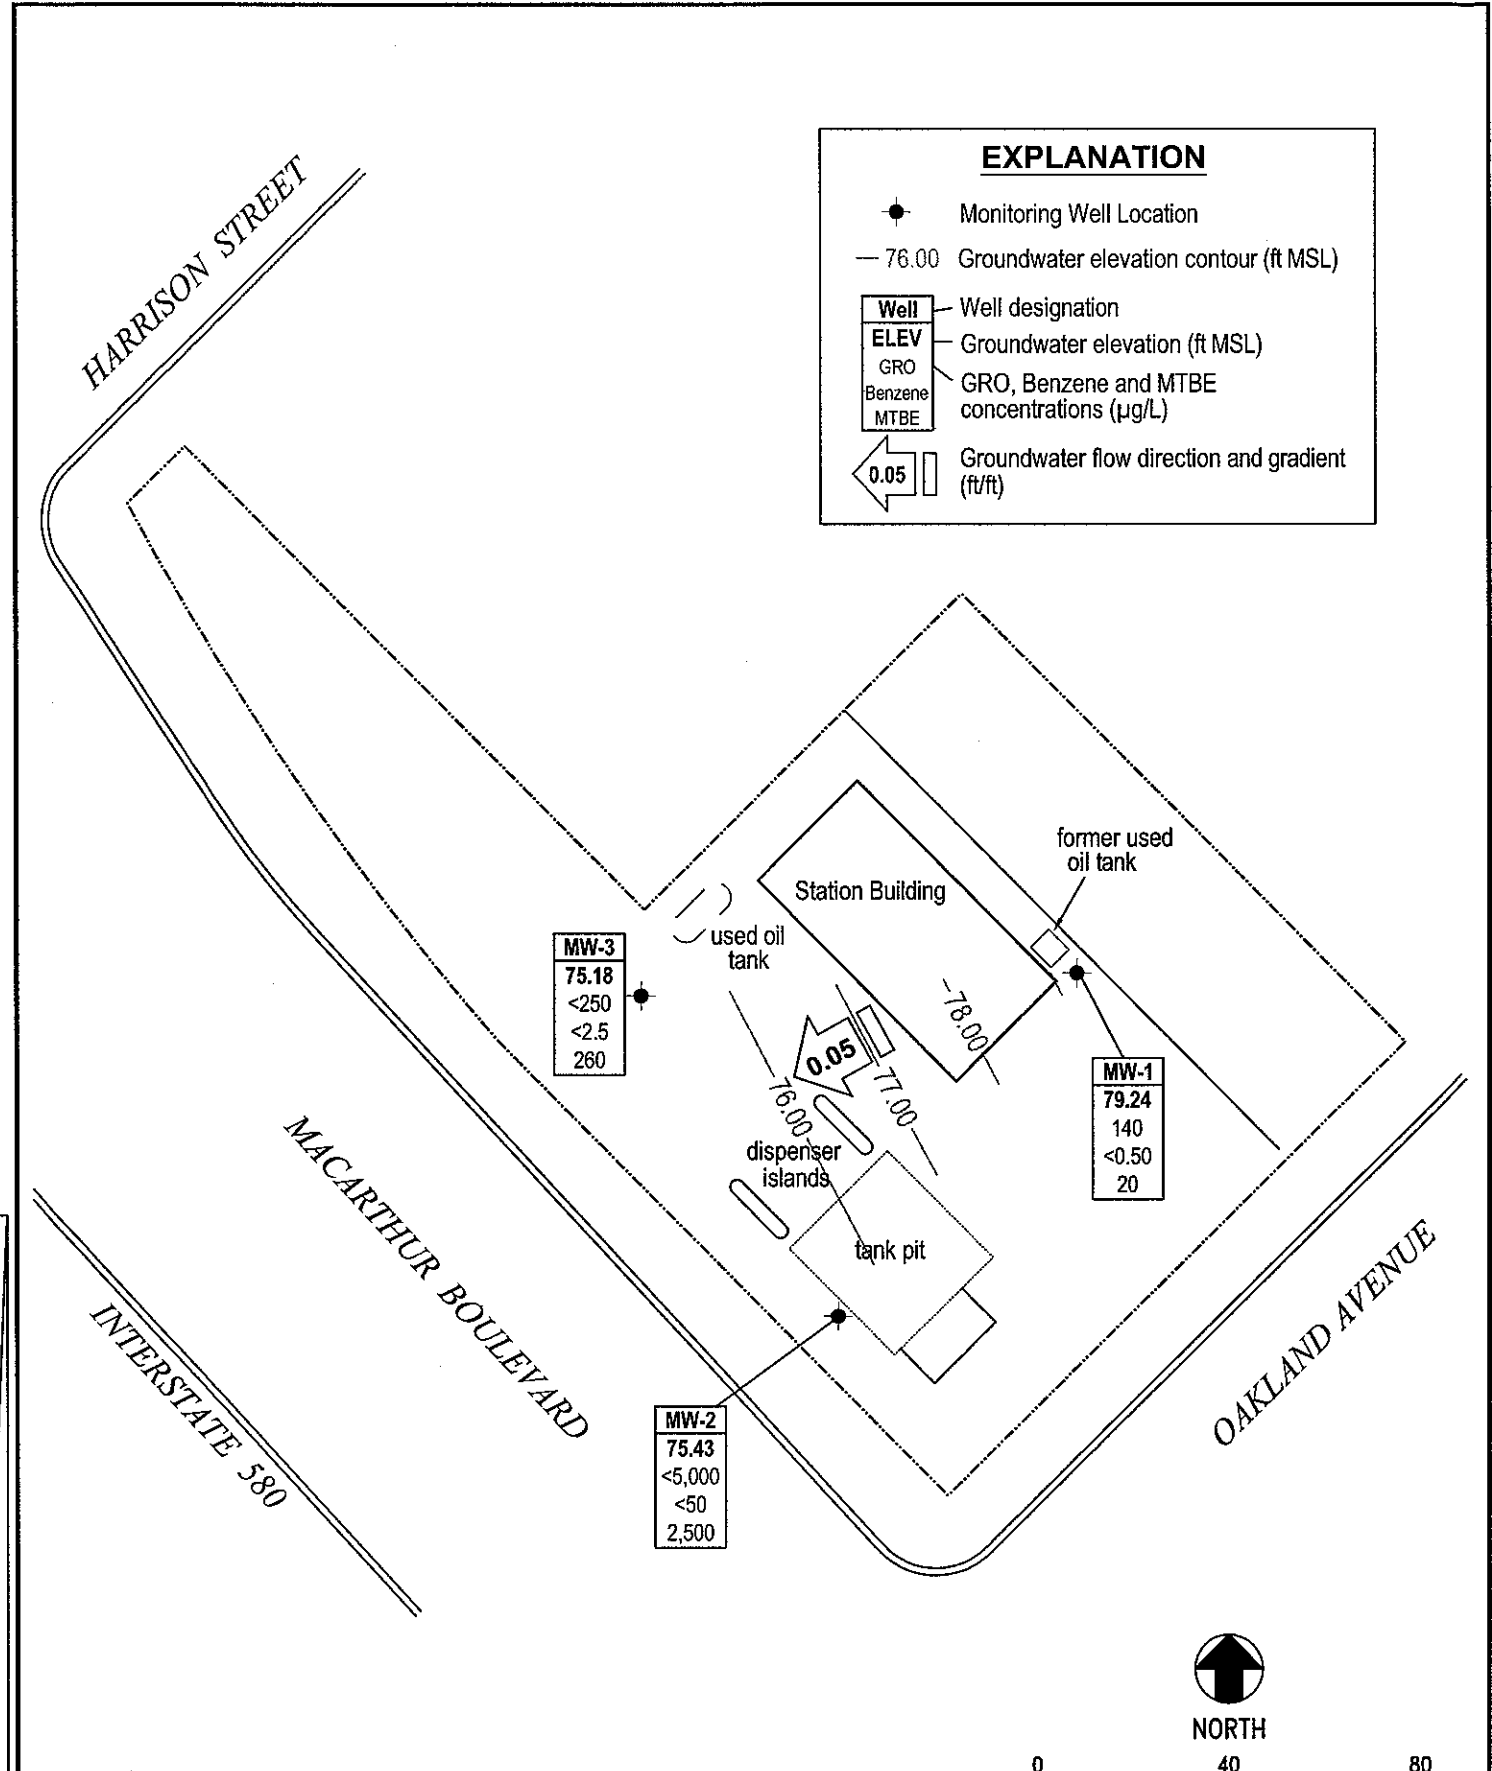 EXPLANATION
Monitoring Well Location
76.00 Groundwater elevation contour (ft MSL)
Well
Well designation
ELEV
Groundwater elevation (ft MSL)
GRO
Benzene
MTBE
GRO, Benzene and MTBE
concentrations (µg/L)
0.05
Groundwater flow direction and gradient
(ft/ft)
HARRISON STREET
former used
oil tank
Station Building
used oil
tank
MW-3
75.18
<250
<2.5
260
78.00
0.05
77.00
76.00
MW-1
79.24
140
<0.50
20
dispenser
islands
tank pit
MACARTHUR BOULEVARD
INTERSTATE 580
OAKLAND AVENUE
MW-2
75.43
<5,000
<50
2,500
NORTH
0 40 80